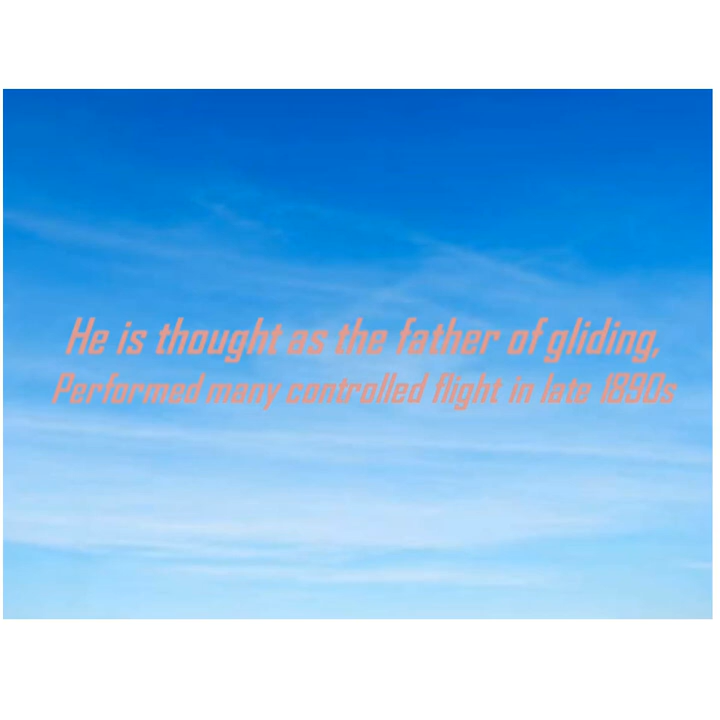 He is thought as the father of gliding,
Performed many controlled flight in late 1890s